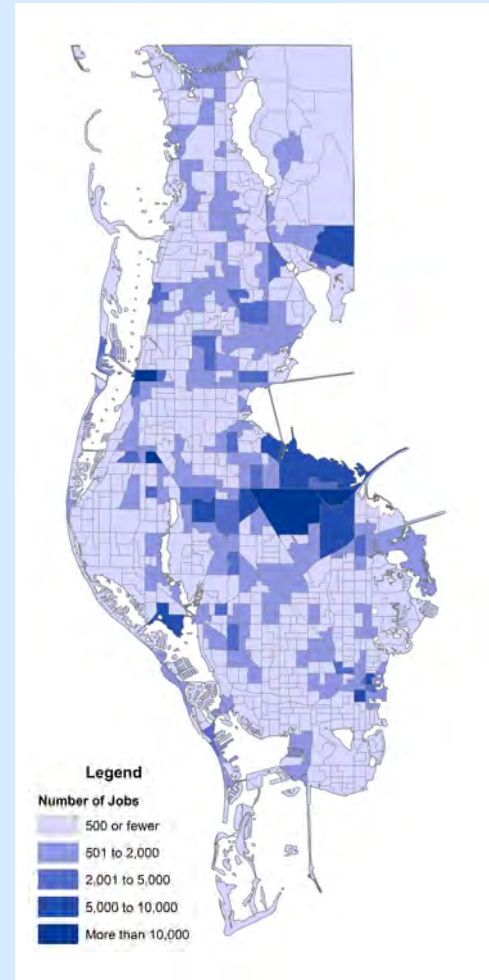 Legend
Number of Jobs
500 or fewer
501 to 2,000
2,001 to 5,000
5,000 to 10,000
More than 10,000